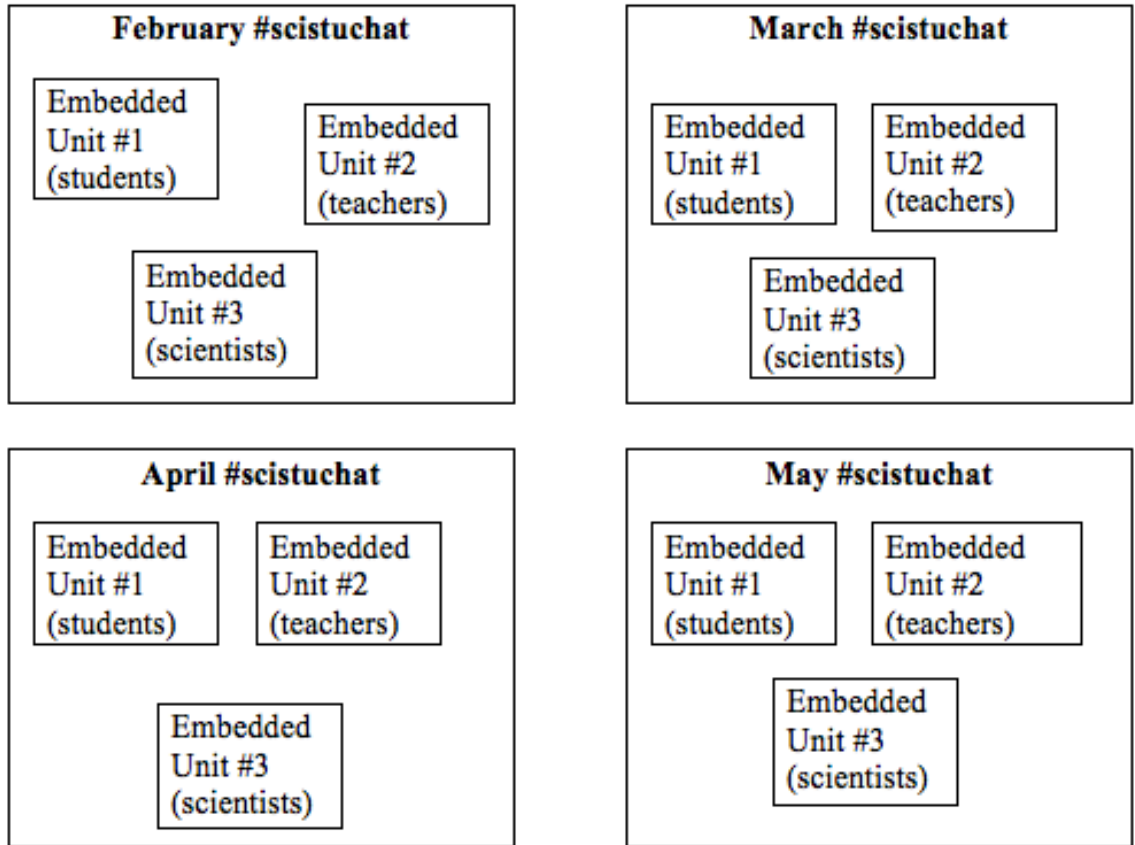 February #scistuchat
Embedded
Unit #1
(students)
Embedded
Unit #2
(teachers)
Embedded
Unit #3
(scientists)
March #scistuchat
Embedded
Unit #1
(students)
Embedded
Unit #2
(teachers)
Embedded
Unit #3
(scientists)
April #scistuchat
Embedded
Unit #1
(students)
Embedded
Unit #2
(teachers)
Embedded
Unit #3
(scientists)
May #scistuchat
Embedded
Unit #1
(students)
Embedded
Unit #2
(teachers)
Embedded
Unit #3
(scientists)